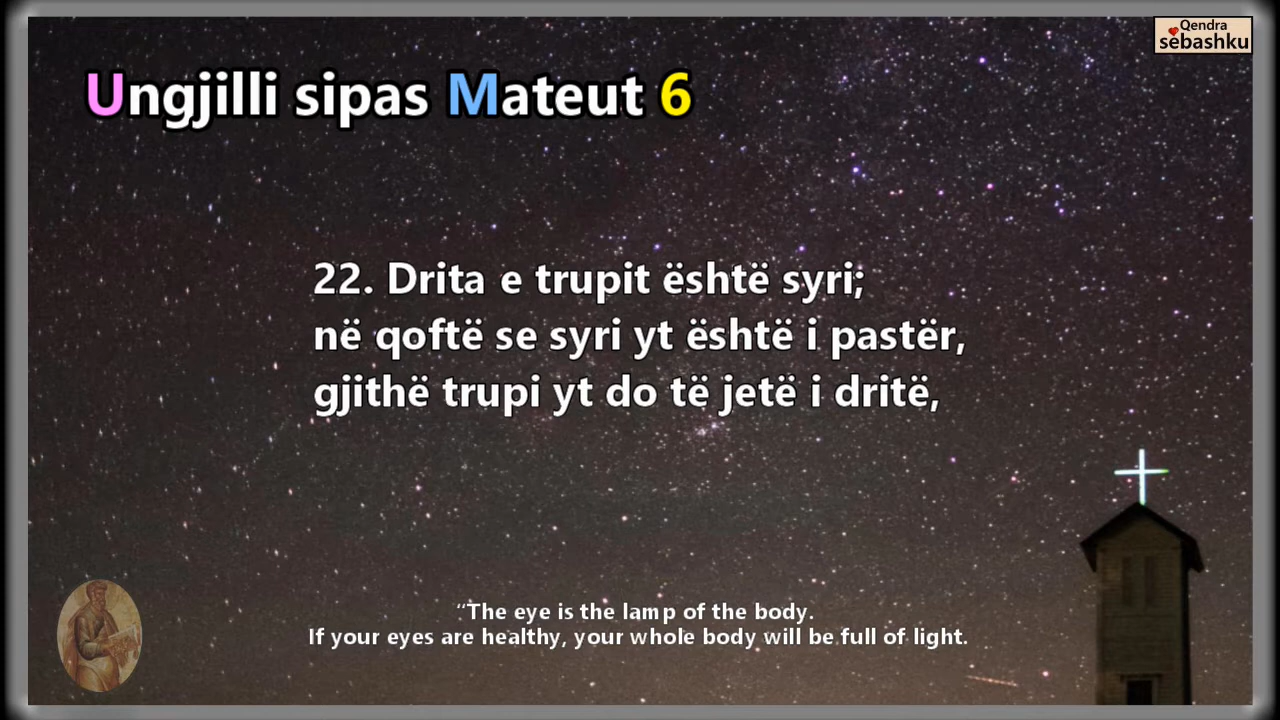 Qendra
sebashku
Ungjilli sipas Mateut 6
22. Drita e trupit është syri;
në qoftë se syri yt është i pastër,
gjithë trupi yt do të jetë i dritë,
“The eye is the lamp of the body.
If your eyes are healthy, your whole body will be full of light.